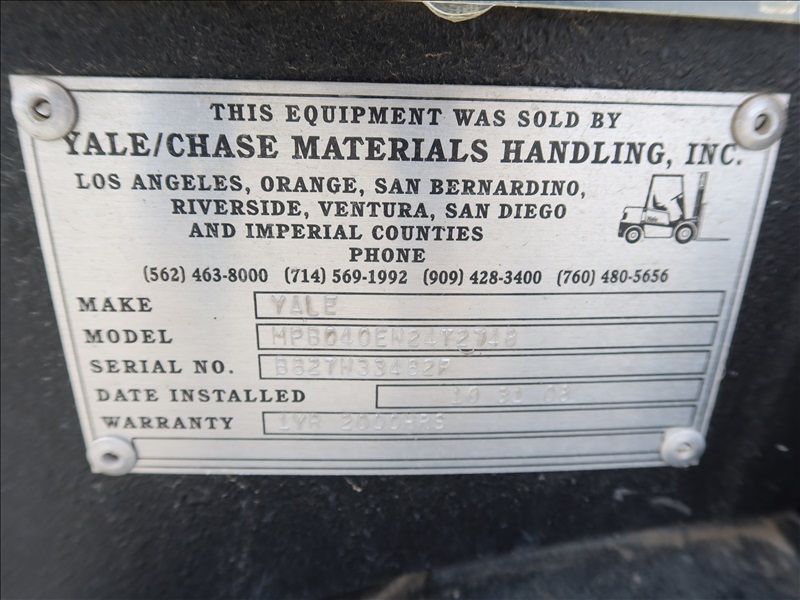 THIS EQUIPMENT WAS SOLD BY
YALE/CHASE MATERIALS HANDLING, INC.
LOS ANGELES, ORANGE, SAN BERNARDINO,
RIVERSIDE, VENTURA, SAN DIEGO
AND IMPERIAL COUNTIES
PHONE
(562) 463-8000 (714) 569-1992 (909) 428-3400 (760) 480-5656
MAKE YALE
MODEL
SERIAL NO.
DATE INSTALLED
WARRANTY 1YR 2000HRS